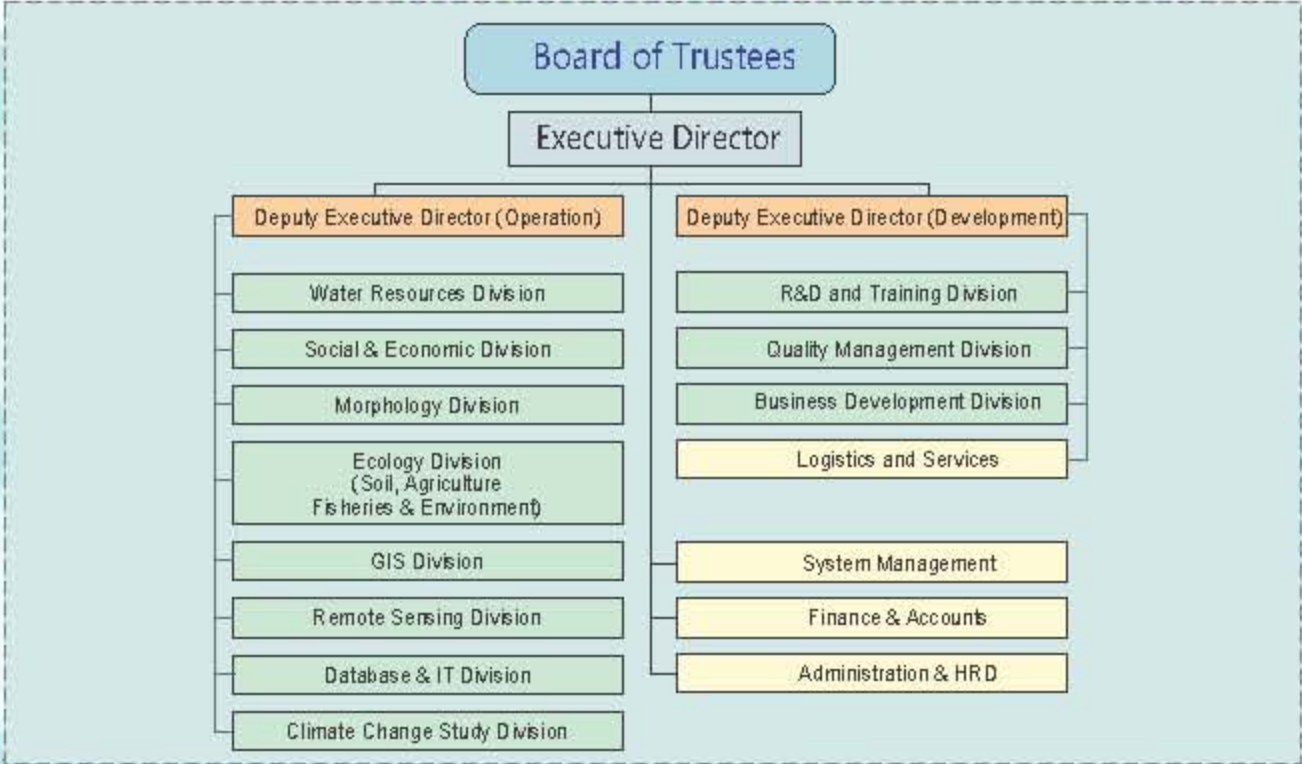 Board of Trustees
Executive Director
Deputy Executive Director (Operation)
Water Resources Division
Social & Economic Division
Morphology Division
Ecology Division
(Soil, Agriculture
Fisheries & Environment)
GIS Division
Remote Sensing Division
Database & IT Division
Climate Change Study Division
Deputy Executive Director (Development)
R&D and Training Division
Quality Management Division
Business Development Division
Logistics and Services
System Management
Finance & Accounts
Administration & HRD